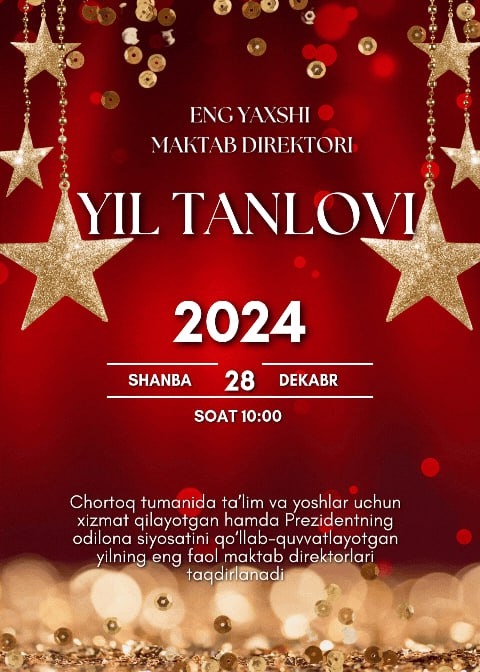 ENG YAXSHI
MAKTAB DIREKTORI
YIL TANLOVI
2024
SHANBA 28 DEKABR
SOAT 10:00
Chortoq tumanida ta’lim va yoshlar uchun
xizmat qilayotgan hamda Prezidentning
odilona siyosatini qo‘llab-quvvatlayotgan
yilning eng faol maktab direktorlari
taqdirlanadi